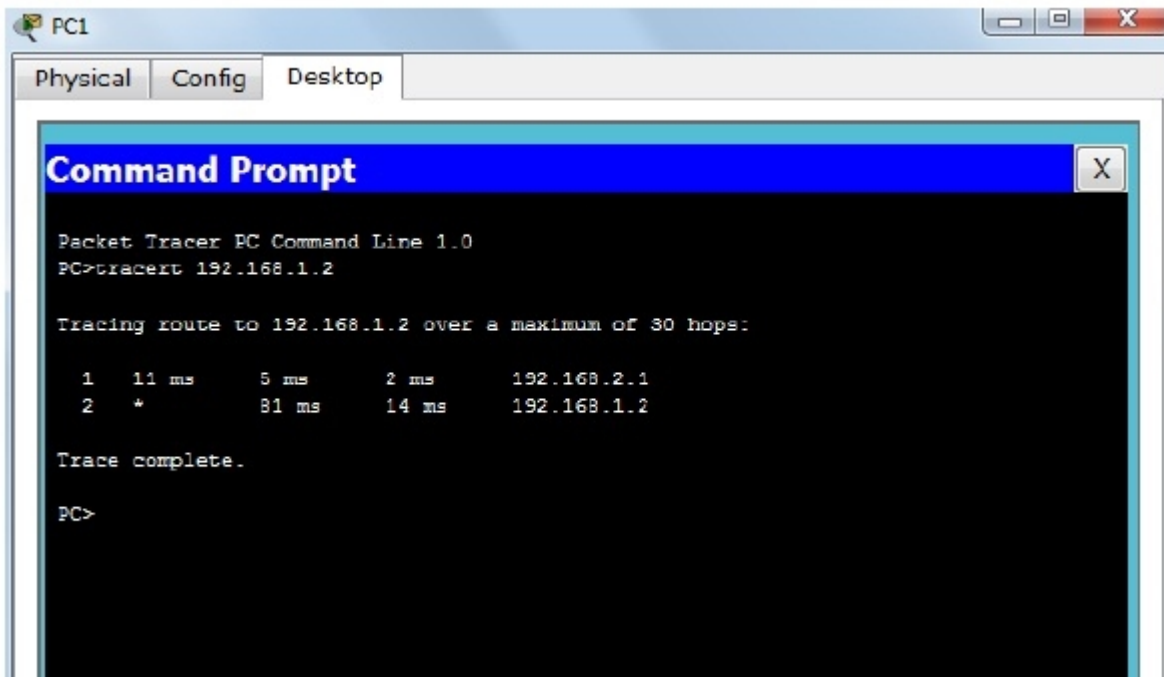 PC1
Physical Config Desktop
Command Prompt X
Packet Tracer PC Command Line 1.0
PC>tracert 192.168.1.2
Tracing route to 192.168.1.2 over a maximum of 30 hops:
1 11 ms 5 ms 2 ms 192.168.2.1
2 * 81 ms 14 ms 192.168.1.2
Trace complete.
PC>